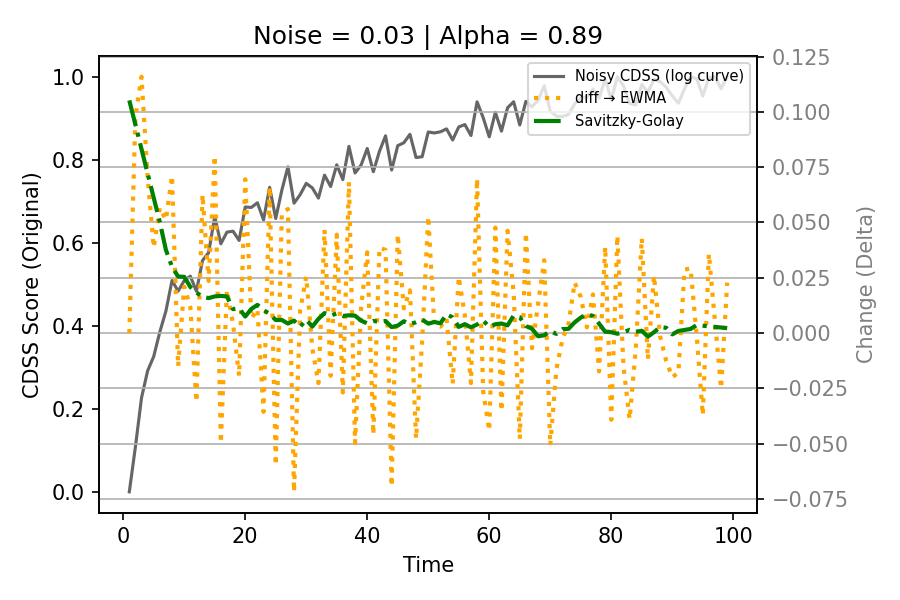 Noise = 0.03 | Alpha = 0.89
Noisy CDSS (log curve)
diff → EWMA
Savitzky-Golay
CDSS Score (Original)
1.0
0.8
0.6
0.4
0.2
0.0
0.125
0.100
0.075
0.050
0.025
0.000
−0.025
−0.050
−0.075
Change (Delta)
0 20 40 60 80 100
Time